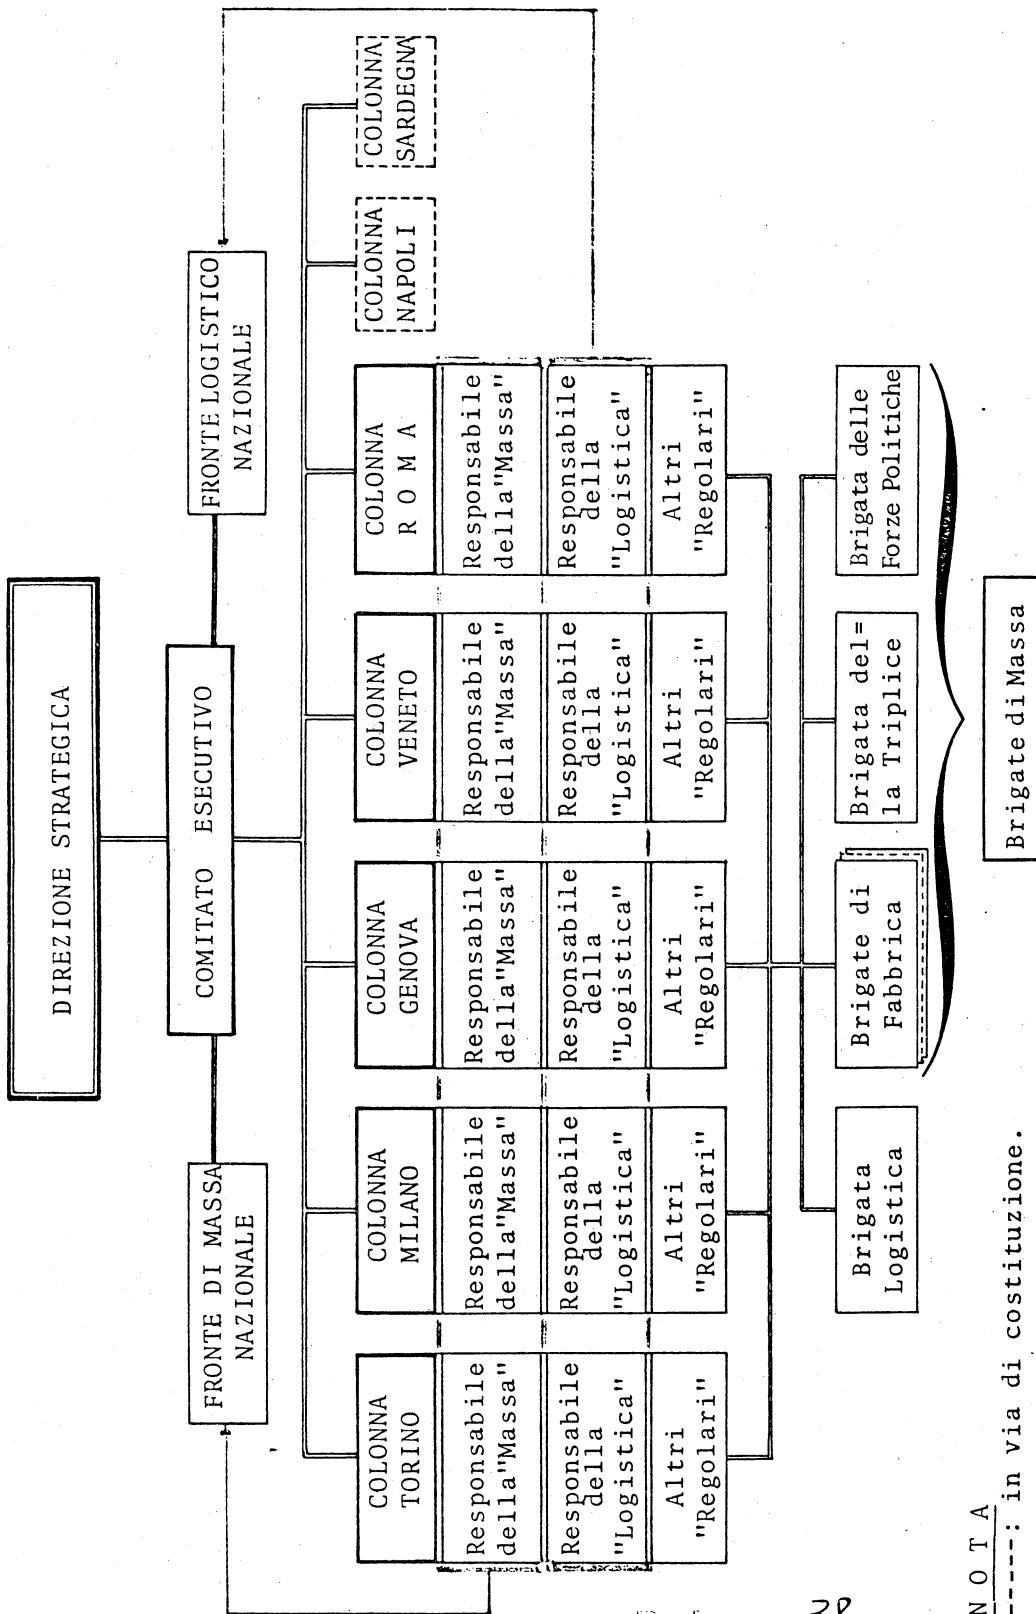 DIREZIONE STRATEGICA
COMITATO ESECUTIVO
FRONTE DI MASSA
NAZIONALE
FRONTE LOGISTICO
NAZIONALE
COLONNA
TORINO
COLONNA
MILANO
COLONNA
GENOVA
COLONNA
VENETO
COLONNA
R O M A
COLONNA
NAPOLI
COLONNA
SARDEGNA
Responsabile
della"Massa"
Responsabile
della"Massa"
Responsabile
della"Massa"
Responsabile
della"Massa"
Responsabile
della"Massa"
Responsabile
della
"Logistica"
Responsabile
della
"Logistica"
Responsabile
della
"Logistica"
Responsabile
della
"Logistica"
Responsabile
della
"Logistica"
Altri
"Regolari"
Altri
"Regolari"
Altri
"Regolari"
Altri
"Regolari"
Altri
"Regolari"
Brigata
Logistica
Brigate di
Fabbrica
Brigata del=
la Triplice
Brigata delle
Forze Politiche
Brigate di Massa
N O T A
-----: in via di costituzione.